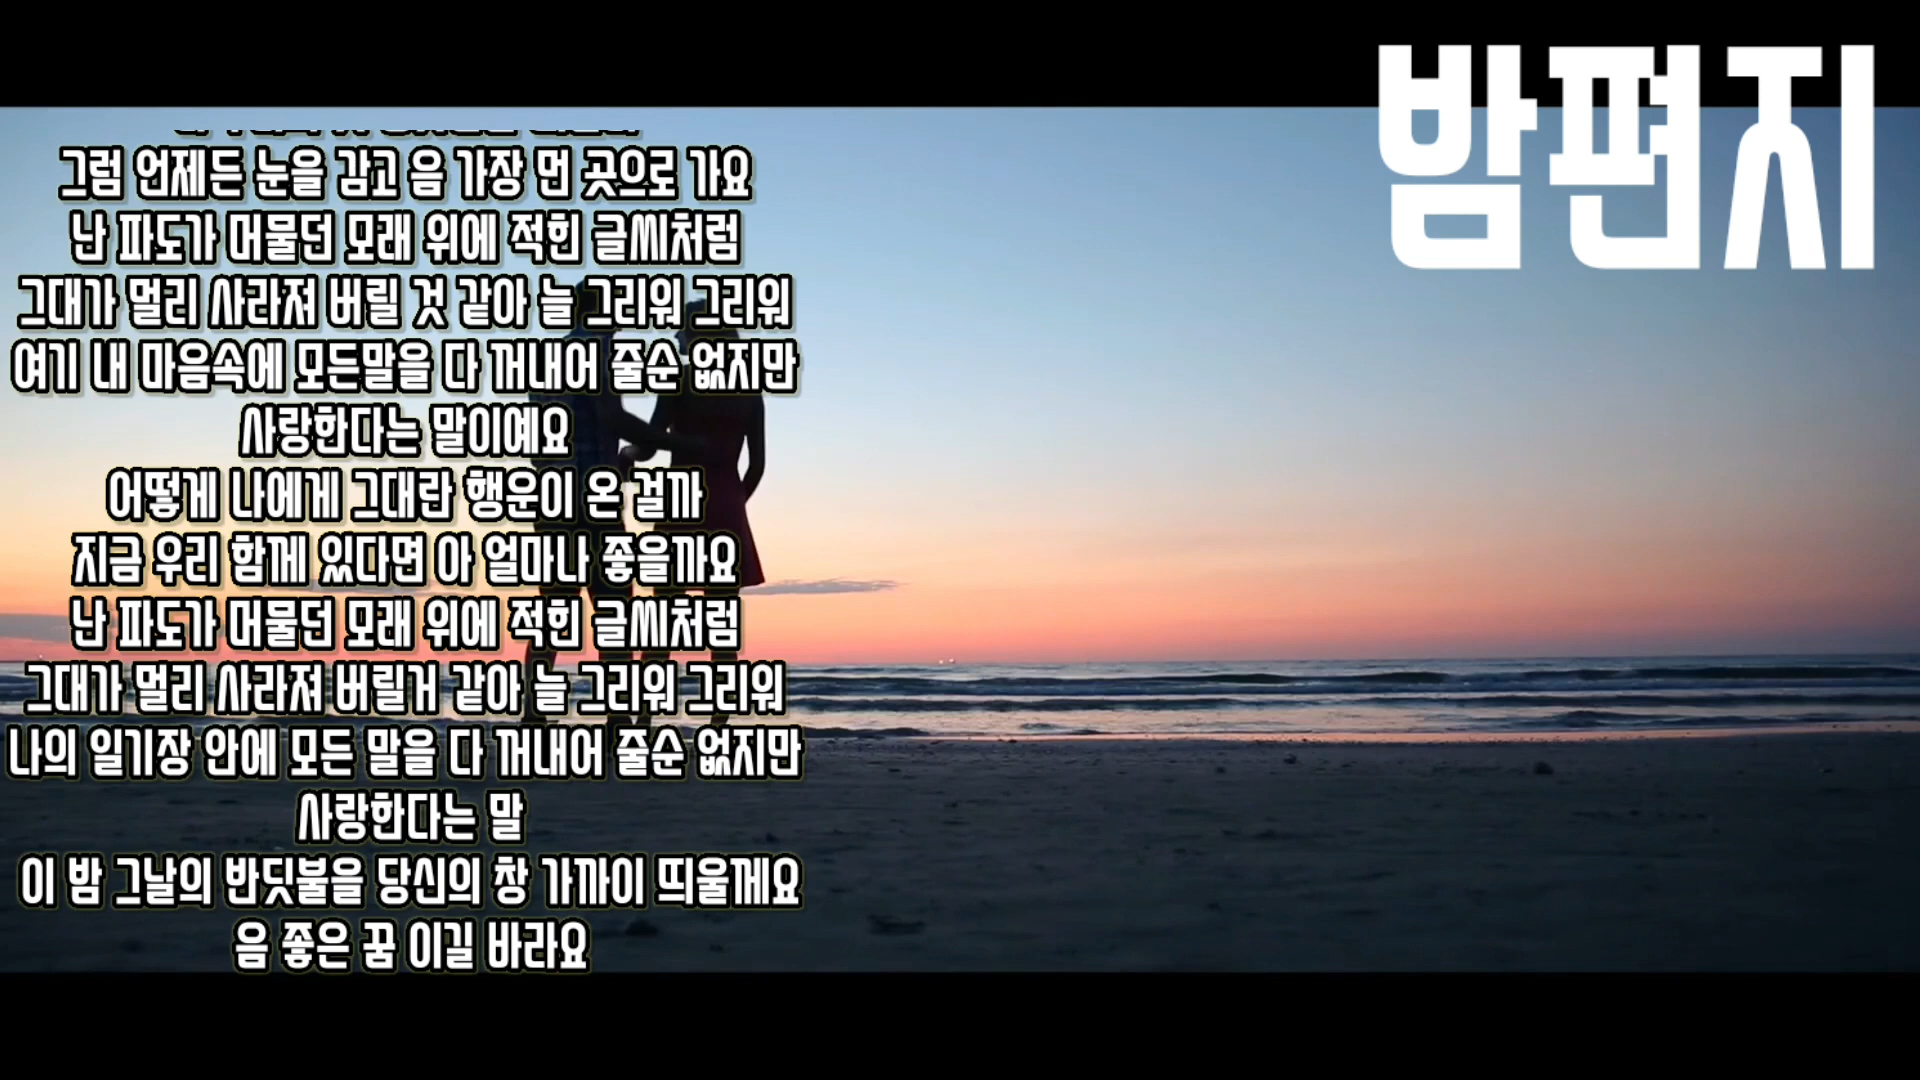 밤편지
그럼 언제든 눈을 감고 음 가장 먼 곳으로 가요
난 파도가 머물던 모래 위에 적힌 글씨처럼
그대가 멀리 사라져 버릴 것 같아 늘 그리워 그리워
여기 내 마음속에 모든말을 다 꺼내어 줄순 없지만
사랑한다는 말이예요
어떻게 나에게 그대란 행운이 온 걸까
지금 우리 함께 있다면 아 얼마나 좋을까요
난 파도가 머물던 모래 위에 적힌 글씨처럼
그대가 멀리 사라져 버릴거 같아 늘 그리워 그리워
나의 일기장 안에 모든 말을 다 꺼내어 줄순 없지만
사랑한다는 말
이 밤 그날의 반딧불을 당신의 창 가까이 띄울게요
음 좋은 꿈 이길 바라요